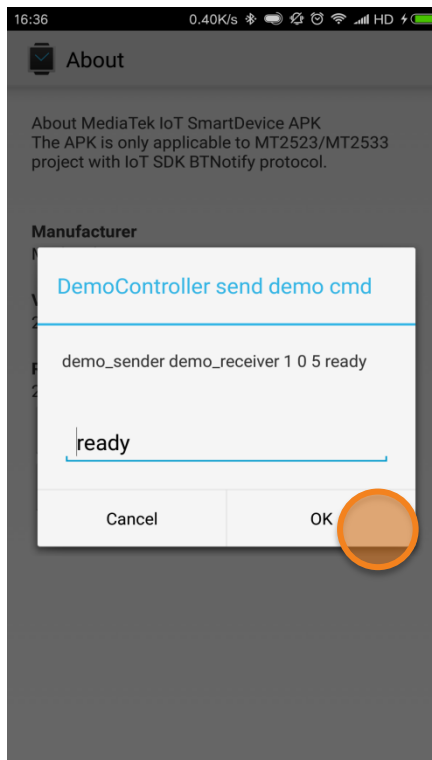 16:36 0.40K/s HD
About
About MediaTek IoT SmartDevice APK
The APK is only applicable to MT2523/MT2533
project with IoT SDK BTNotify protocol.
Manufacturer
DemoController send demo cmd
demo_sender demo_receiver 1 0 5 ready
ready
Cancel OK